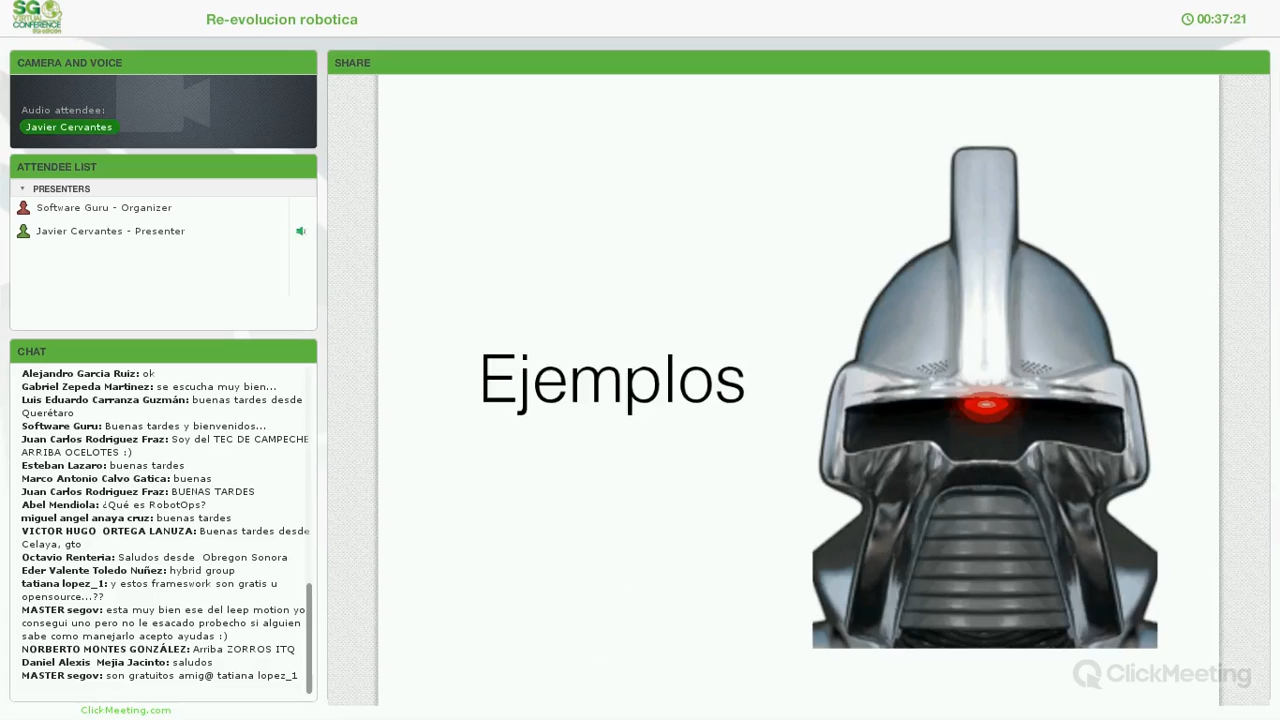 SG
VIRTUAL
CONFERENCE
Re-evolucion robotica
00:37:21
CAMERA AND VOICE
Audio attendee:
Javier Cervantes
ATTENDEE LIST
PRESENTERS
Software Guru - Organizer
Javier Cervantes - Presenter
CHAT
Alejandro Garcia Ruiz: ok
Gabriel Zepeda Martinez: se escucha muy bien...
Luis Eduardo Carranza Guzmán: buenas tardes desde
Querétaro
Software Guru: Buenas tardes y bienvenidos...
Juan Carlos Rodriguez Fraz: Soy del TEC DE CAMPECHE
ARRIBA OCELOTES :)
Esteban Lazaro: buenas tardes
Marco Antonio Calvo Gatica: buenas
Juan Carlos Rodriguez Fraz: BUENAS TARDES
Abel Mendiola: ¿Qué es RobotOps?
miguel angel anaya cruz: buenas tardes
VICTOR HUGO ORTEGA LANUZA: Buenas tardes desde
Celaya, gto
Octavio Renteria: Saludos desde Obregon Sonora
Eder Valente Toledo Nuñez: hybrid group
tatiana lopez_1: y estos frameswork son gratis u
opensource...??
MASTER segov: esta muy bien ese del leep motion yo
consegui uno pero no le esacado probecho si alguien
sabe como manejarlo acepto ayudas :)
NORBERTO MONTES GONZÁLEZ: Arriba ZORROS ITQ
Daniel Alexis Mejia Jacinto: saludos
MASTER segov: son gratuitos amig@ tatiana lopez_1
ClickMeeting.com
SHARE
Ejemplos
ClickMeeting